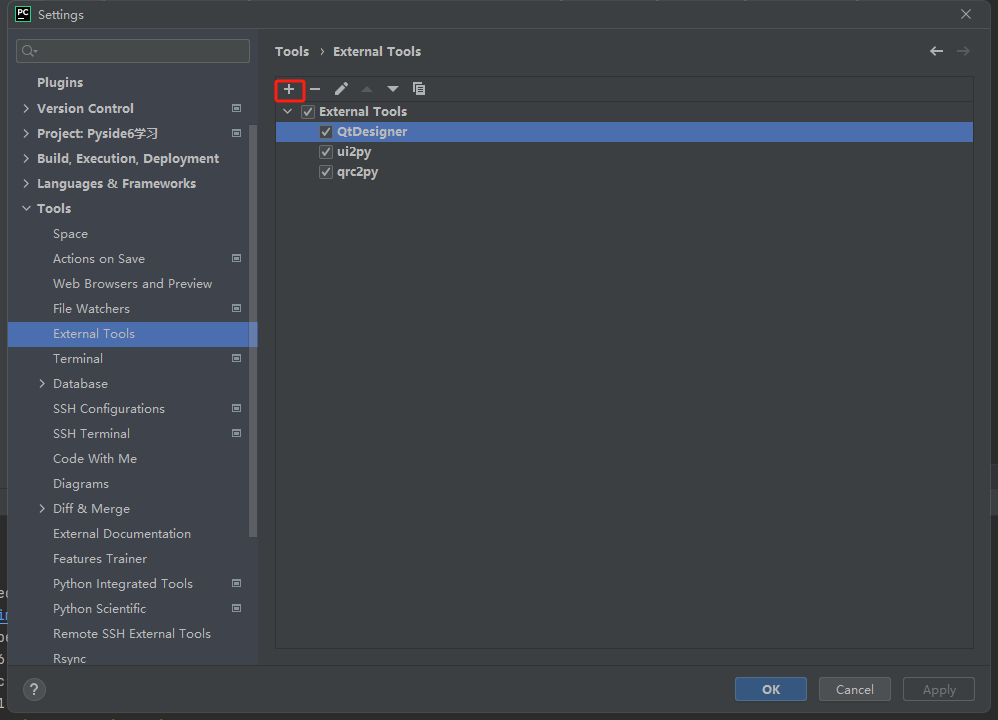 PC
Settings
Tools › External Tools
Plugins
Version Control
Project: Pyside6学习
Build, Execution, Deployment
Languages & Frameworks
Tools
Space
Actions on Save
Web Browsers and Preview
File Watchers
External Tools
Terminal
Database
SSH Configurations
SSH Terminal
Code With Me
Diagrams
Diff & Merge
External Documentation
Features Trainer
Python Integrated Tools
Python Scientific
Remote SSH External Tools
Rsync
External Tools
QtDesigner
ui2py
qrc2py
?
OK
Cancel
Apply